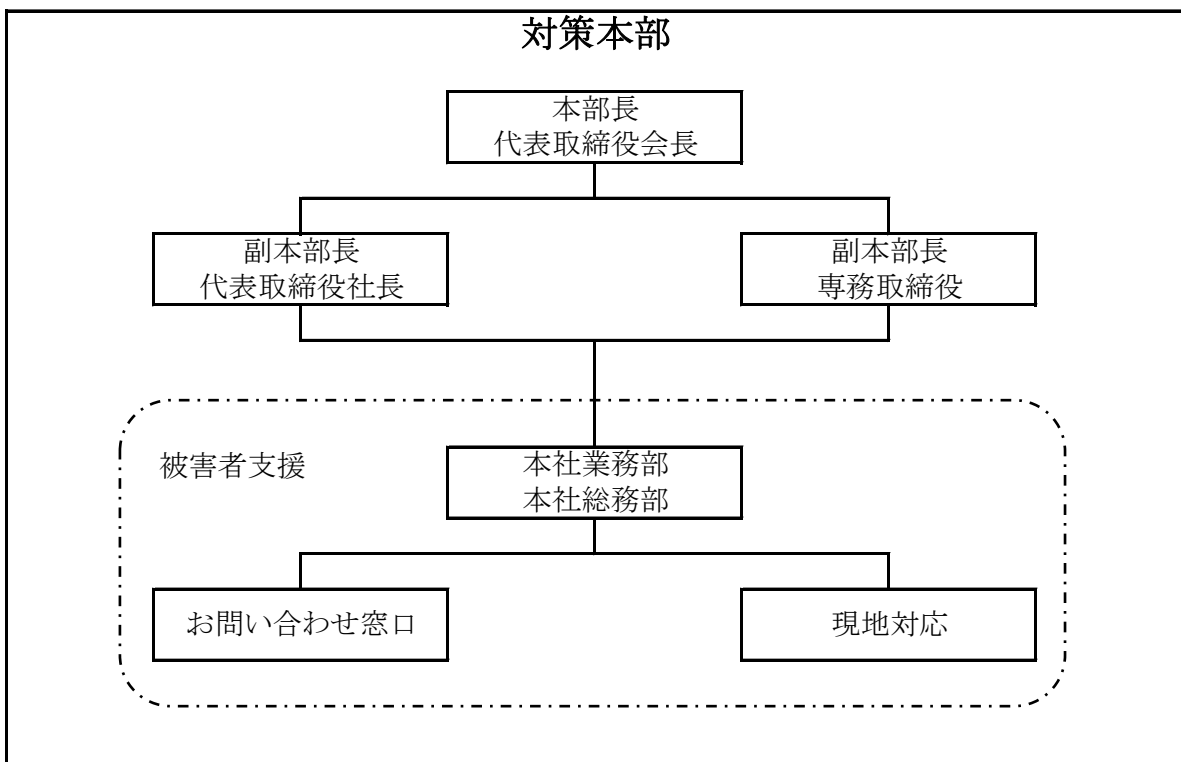 対策本部
本部長
代表取締役会長
副本部長
代表取締役社長
副本部長
専務取締役
被害者支援
本社業務部
本社総務部
お問い合わせ窓口
現地対応